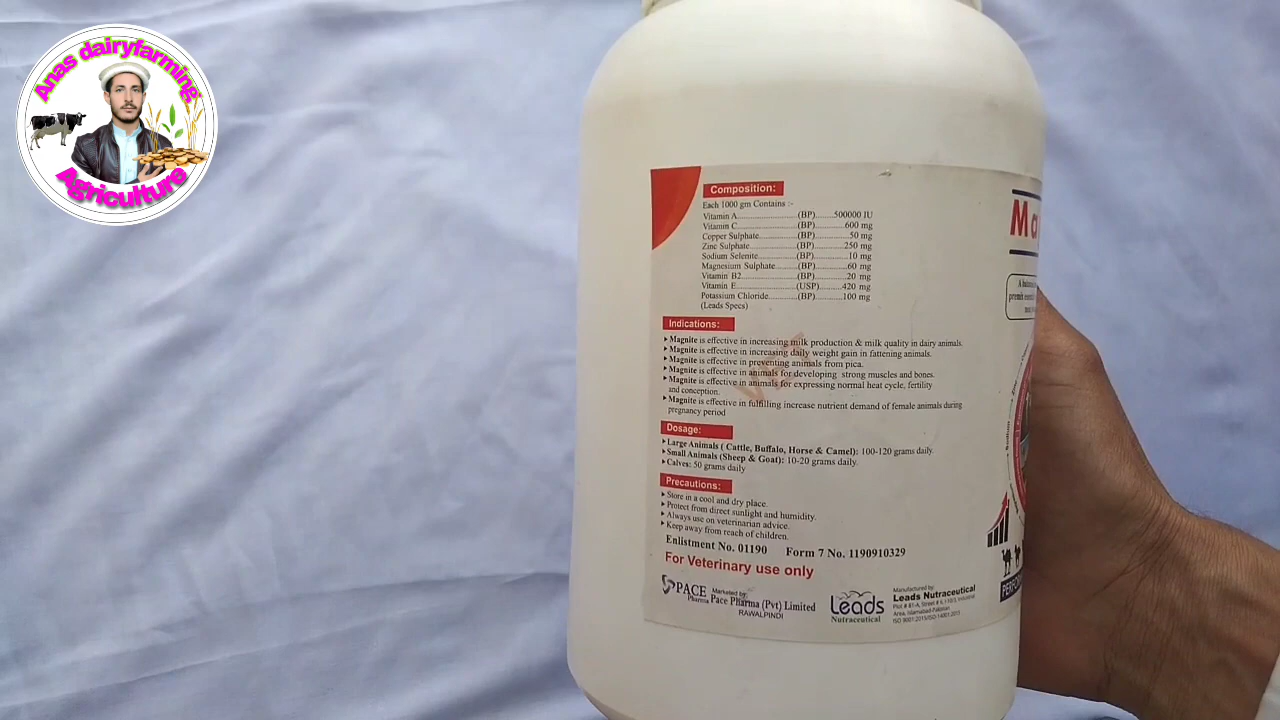 Anas dairyfarming
Agriculture
Composition:
Each 1000 gm Contains :-
Vitamin A..............(BP)........500000 IU
Vitamin C..............(BP)............600 mg
Copper Sulphate..............(BP)..............50 mg
Zinc Sulphate..............(BP)............250 mg
Sodium Selenite..............(BP)..............10 mg
Magnesium Sulphate.........(BP)..............60 mg
Vitamin B2..............(BP)..............20 mg
Vitamin E..............(USP)..........420 mg
Potassium Chloride............(BP)............100 mg
(Leads Specs)
Indications:
Magnite is effective in increasing milk production & milk quality in dairy animals.
Magnite is effective in increasing daily weight gain in fattening animals.
Magnite is effective in preventing animals from pica.
Magnite is effective in animals for developing strong muscles and bones.
Magnite is effective in animals for expressing normal heat cycle, fertility
and conception.
Magnite is effective in fulfilling increase nutrient demand of female animals during
pregnancy period
Dosage:
Large Animals ( Cattle, Buffalo, Horse & Camel): 100-120 grams daily.
Small Animals (Sheep & Goat): 10-20 grams daily.
Calves: 50 grams daily
Precautions:
Store in a cool and dry place.
Protect from direct sunlight and humidity.
Always use on veterinarian advice.
Keep away from reach of children.
Enlistment No. 01190 Form 7 No. 1190910329
For Veterinary use only
PACE
Pharma
Marketed by:
Pace Pharma (Pvt) Limited
RAWALPINDI
Leads
Nutraceutical
Manufactured by:
Leads Nutraceutical
Plot # 81-A, Street # 4, Industrial
Area, Islamabad-Pakistan
Ma
premix
PERFO